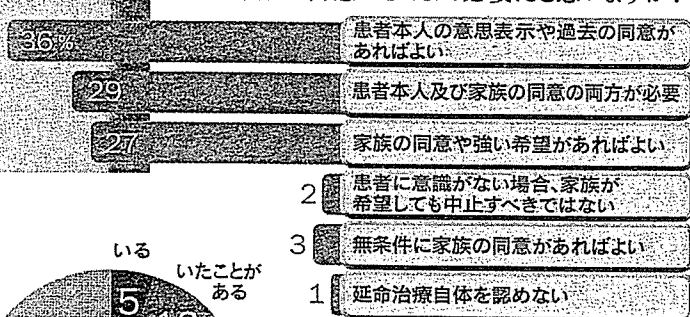 36%
患者本人の意思表示や過去の同意が
あればよい
29
患者本人及び家族の同意の両方が必要
27
家族の同意や強い希望があればよい
2
患者に意識がない場合、家族が
希望しても中止すべきではない
3
無条件に家族の同意があればよい
1
延命治療自体を認めない
いる
いたことが
ある
5